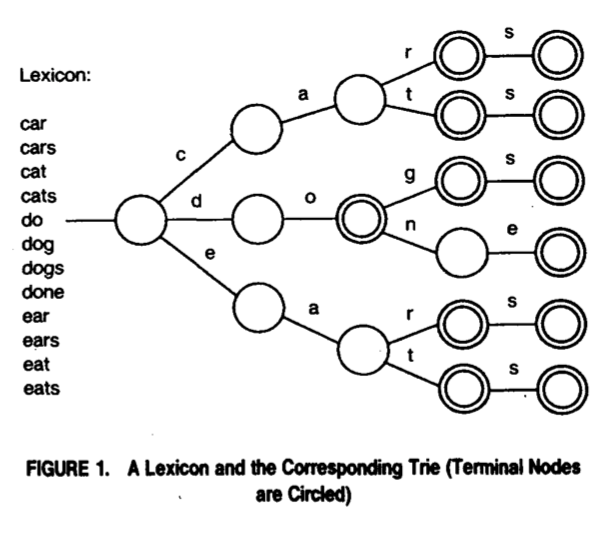 Lexicon:
car
cars
cat
cats
do
dog
dogs
done
ear
ears
eat
eats
c
a
r
s
t
s
d
o
g
s
n
e
e
a
r
s
t
s
FIGURE 1. A Lexicon and the Corresponding Trie (Terminal Nodes
are Circled)